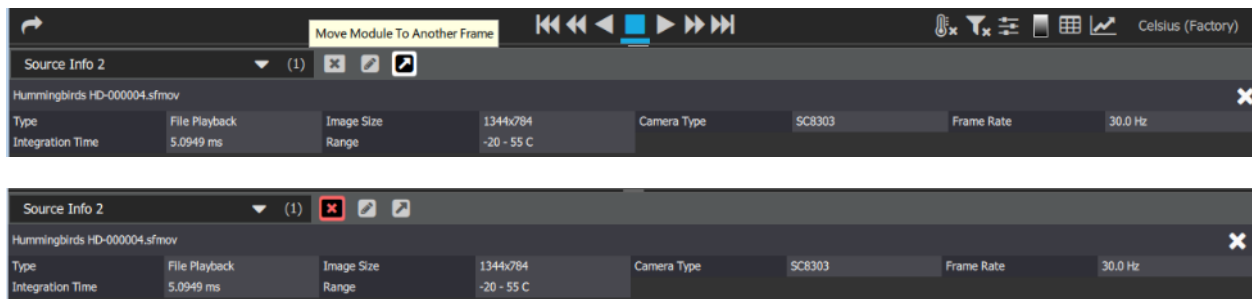 Move Module To Another Frame
Celsius (Factory)
Source Info 2 (1)
Hummingbirds HD-000004.sfmov
Type File Playback Image Size 1344x784 Camera Type SC8303 Frame Rate 30.0 Hz
Integration Time 5.0949 ms Range -20 - 55 C
Source Info 2 (1)
Hummingbirds HD-000004.sfmov
Type File Playback Image Size 1344x784 Camera Type SC8303 Frame Rate 30.0 Hz
Integration Time 5.0949 ms Range -20 - 55 C